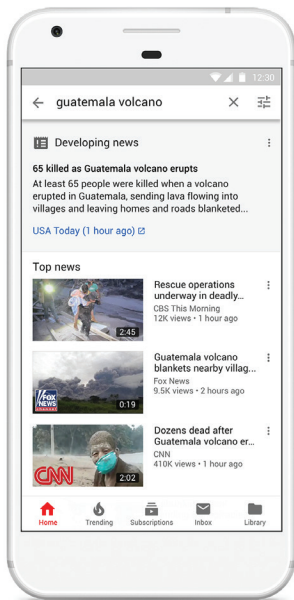 12:30
guatemala volcano
Developing news
65 killed as Guatemala volcano erupts
At least 65 people were killed when a volcano
erupted in Guatemala, sending lava flowing into
villages and leaving homes and roads blanketed...
USA Today (1 hour ago)
Top news
Rescue operations
underway in deadly...
CBS This Morning
12K views • 1 hour ago
2:45
Guatemala volcano
blankets nearby villag...
Fox News
9.5K views • 2 hours ago
FOX
NEWS
channel
0:19
Dozens dead after
Guatemala volcano er...
CNN
410K views • 1 hour ago
CNN
2:02
Home
Trending
Subscriptions
Inbox
Library